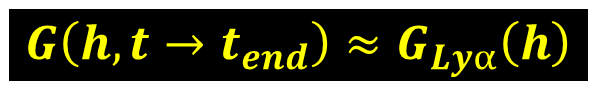 G(h, t → t_end) ≈ G_Lyα(h)